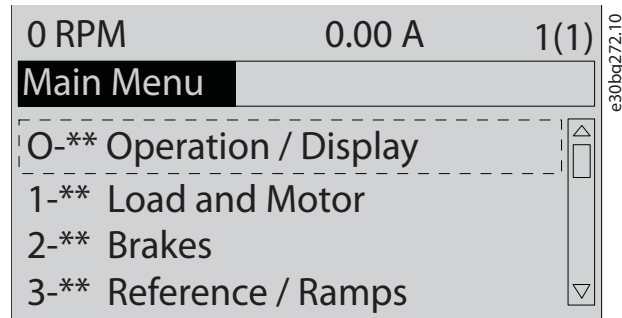 0 RPM 0.00 A 1(1)
Main Menu
O-** Operation / Display
1-** Load and Motor
2-** Brakes
3-** Reference / Ramps
e30bq272.10